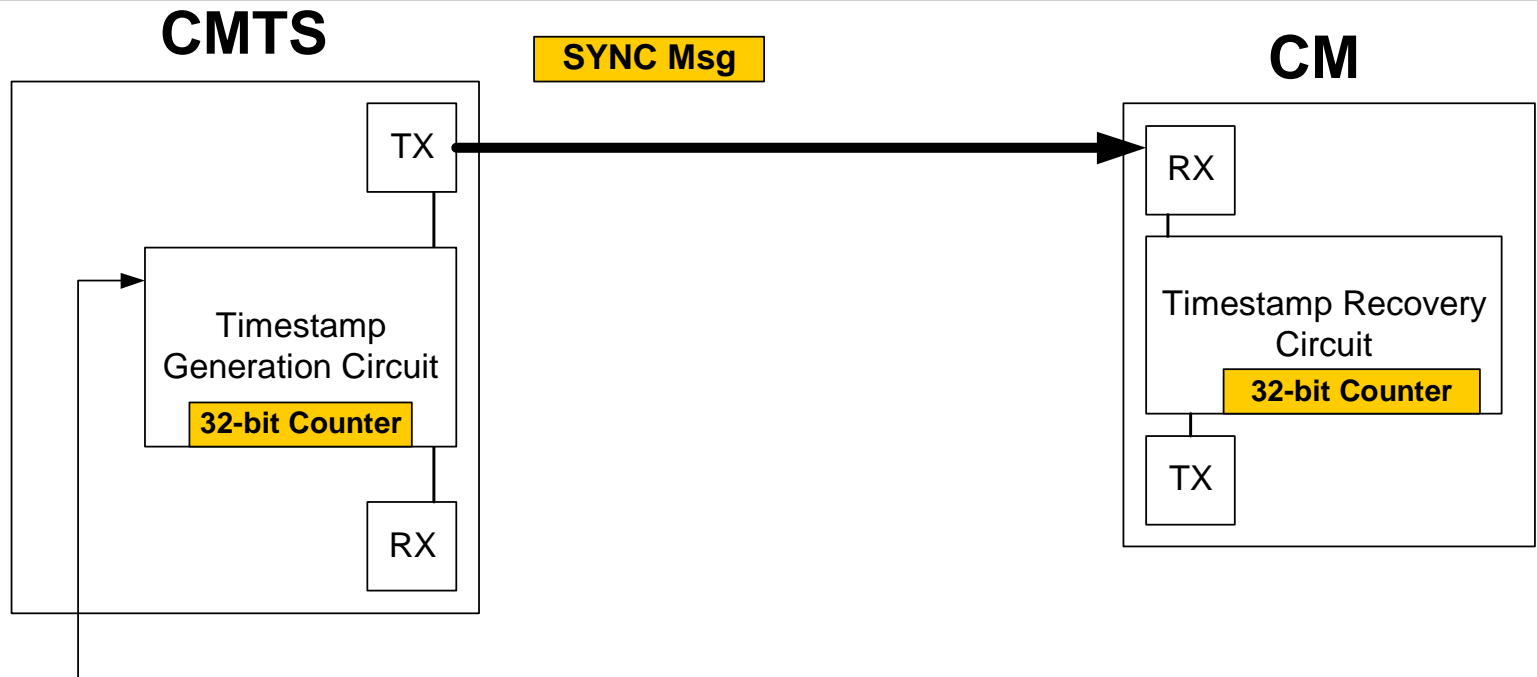 CMTS
SYNC Msg
CM
TX
RX
Timestamp
Generation Circuit
32-bit Counter
Timestamp Recovery
Circuit
32-bit Counter
TX
RX